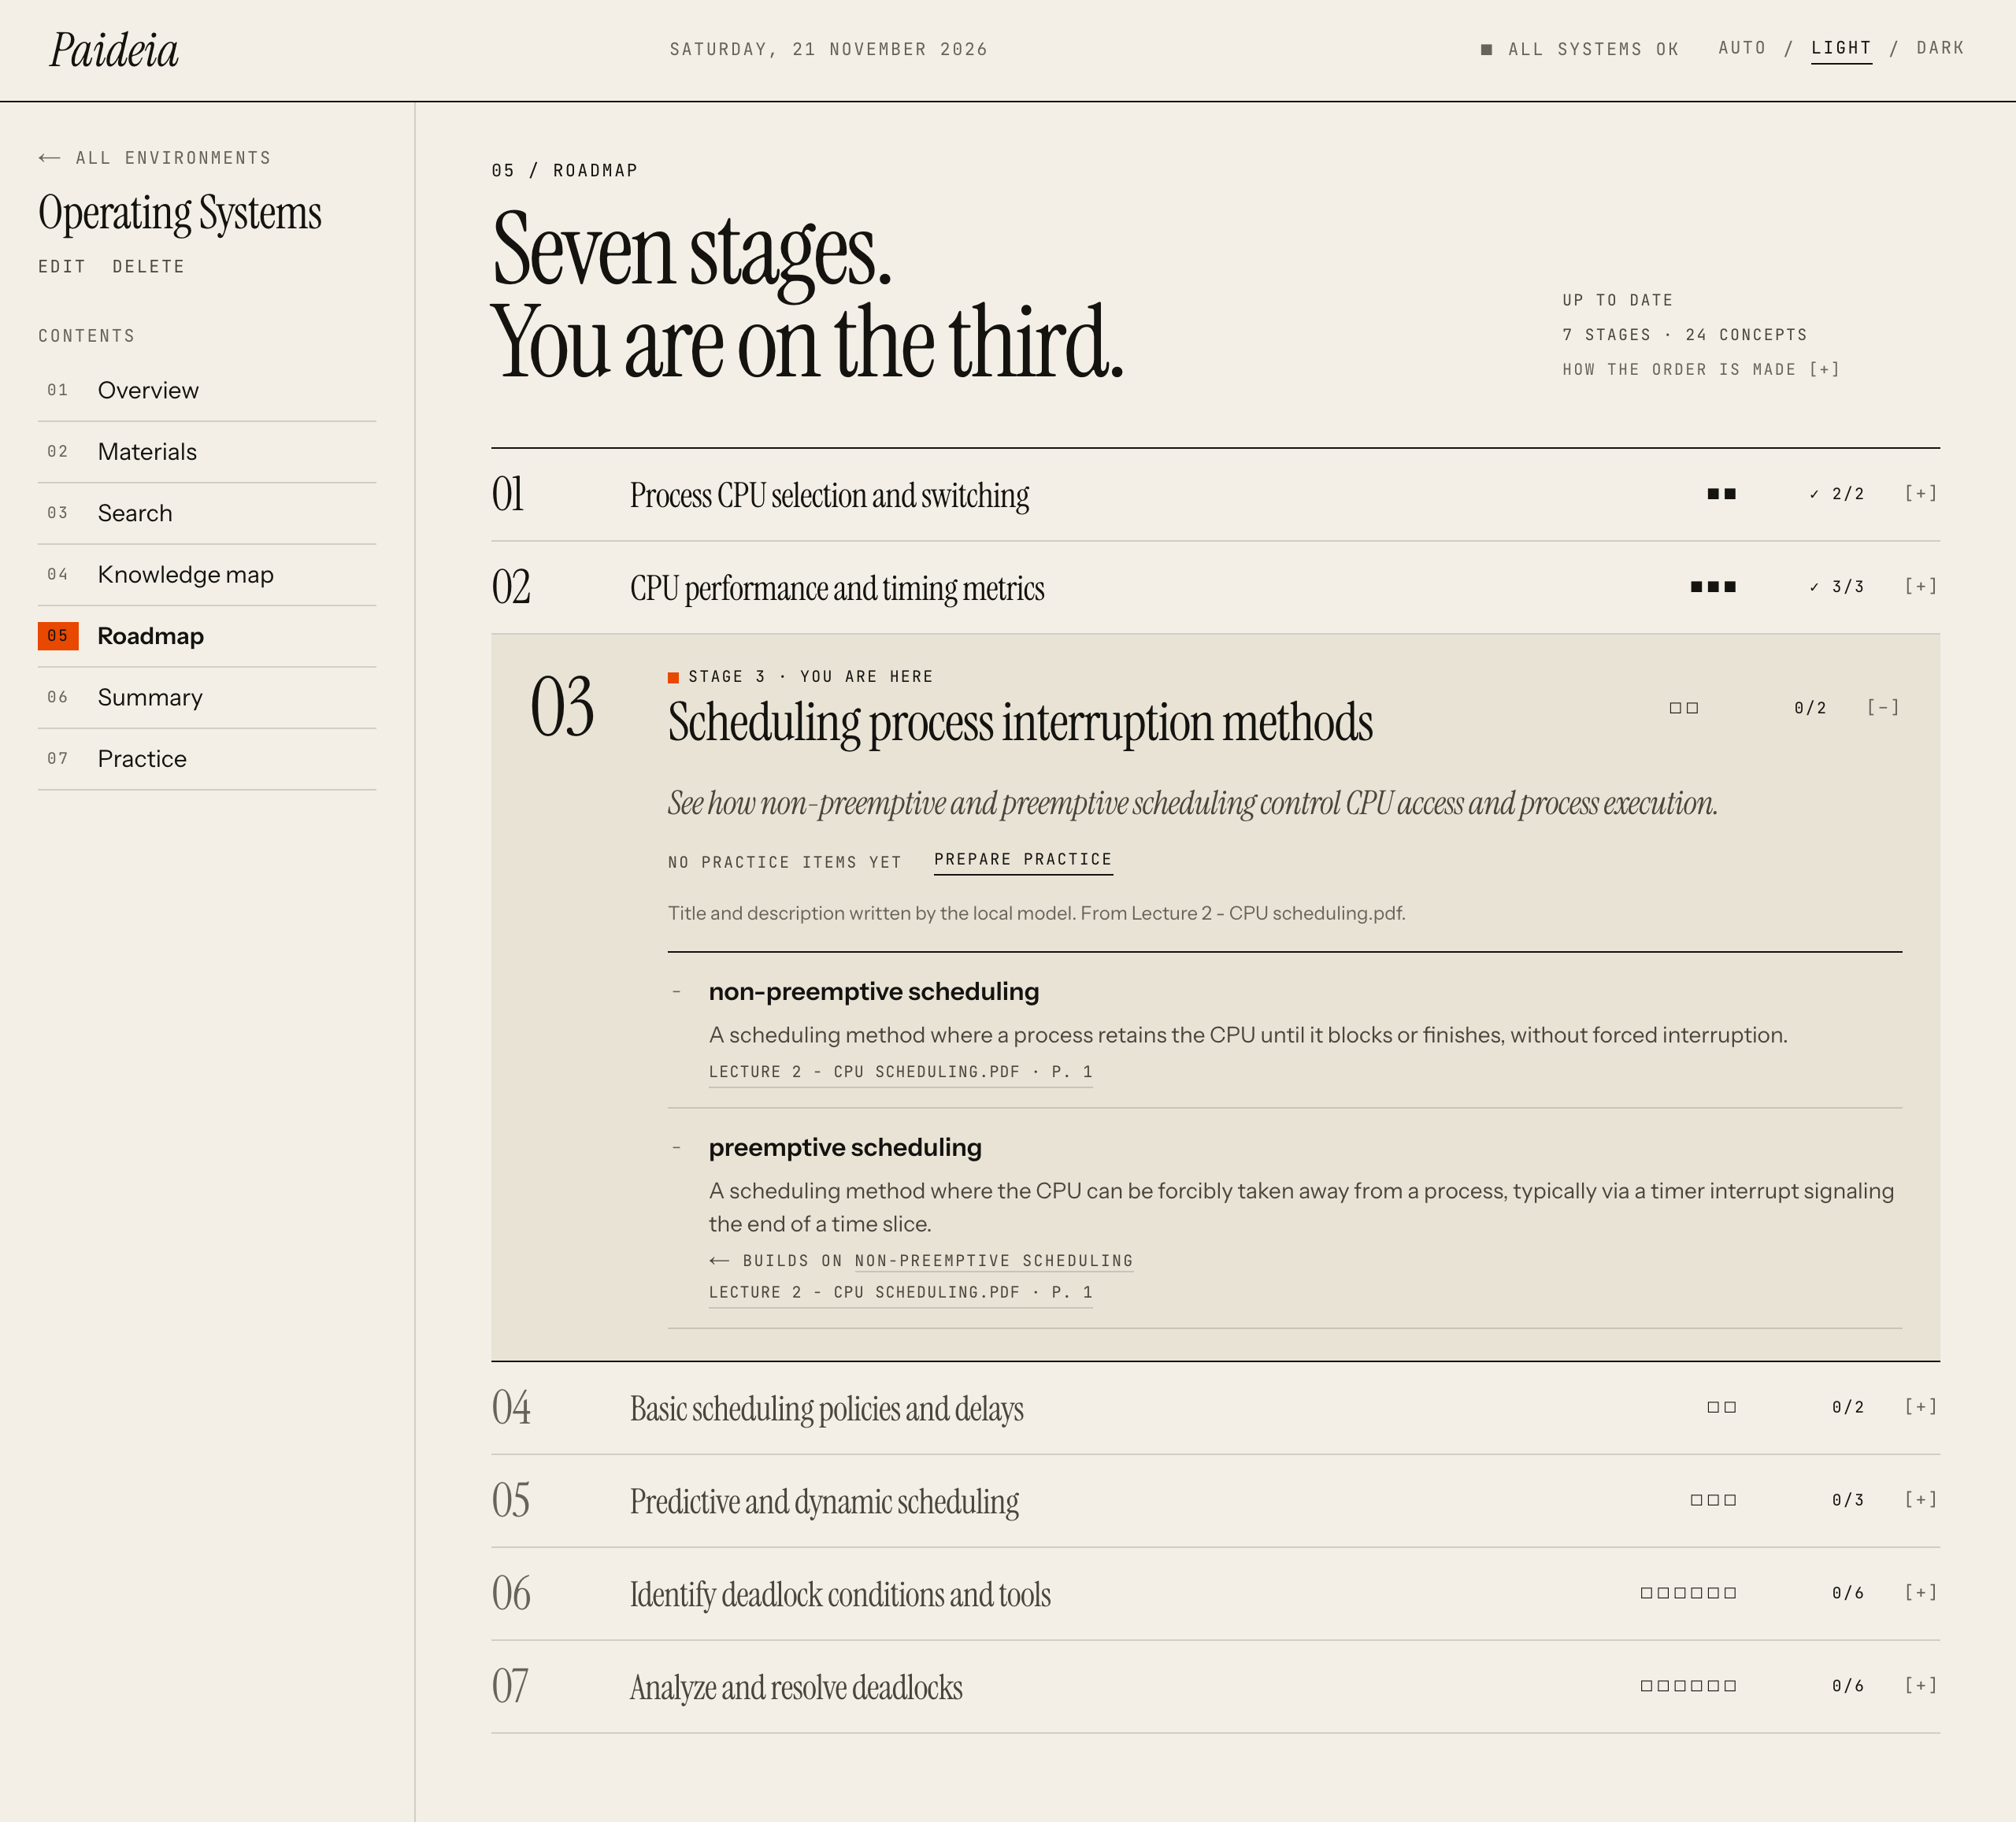 Paideia
SATURDAY, 21 NOVEMBER 2026
■ ALL SYSTEMS OK
AUTO / LIGHT / DARK
← ALL ENVIRONMENTS
Operating Systems
EDIT DELETE
CONTENTS
01 Overview
02 Materials
03 Search
04 Knowledge map
05 Roadmap
06 Summary
07 Practice
05 / ROADMAP
Seven stages.
You are on the third.
UP TO DATE
7 STAGES · 24 CONCEPTS
HOW THE ORDER IS MADE [+]
01 Process CPU selection and switching ■■ ✓ 2/2 [+]
02 CPU performance and timing metrics ■■■ ✓ 3/3 [+]
■ STAGE 3 · YOU ARE HERE
03 Scheduling process interruption methods □□ 0/2 [−]
See how non-preemptive and preemptive scheduling control CPU access and process execution.
NO PRACTICE ITEMS YET PREPARE PRACTICE
Title and description written by the local model. From Lecture 2 - CPU scheduling.pdf.
– non-preemptive scheduling
A scheduling method where a process retains the CPU until it blocks or finishes, without forced interruption.
LECTURE 2 - CPU SCHEDULING.PDF · P. 1
– preemptive scheduling
A scheduling method where the CPU can be forcibly taken away from a process, typically via a timer interrupt signaling
the end of a time slice.
← BUILDS ON NON-PREEMPTIVE SCHEDULING
LECTURE 2 - CPU SCHEDULING.PDF · P. 1
04 Basic scheduling policies and delays □□ 0/2 [+]
05 Predictive and dynamic scheduling □□□ 0/3 [+]
06 Identify deadlock conditions and tools □□□□□□ 0/6 [+]
07 Analyze and resolve deadlocks □□□□□□ 0/6 [+]